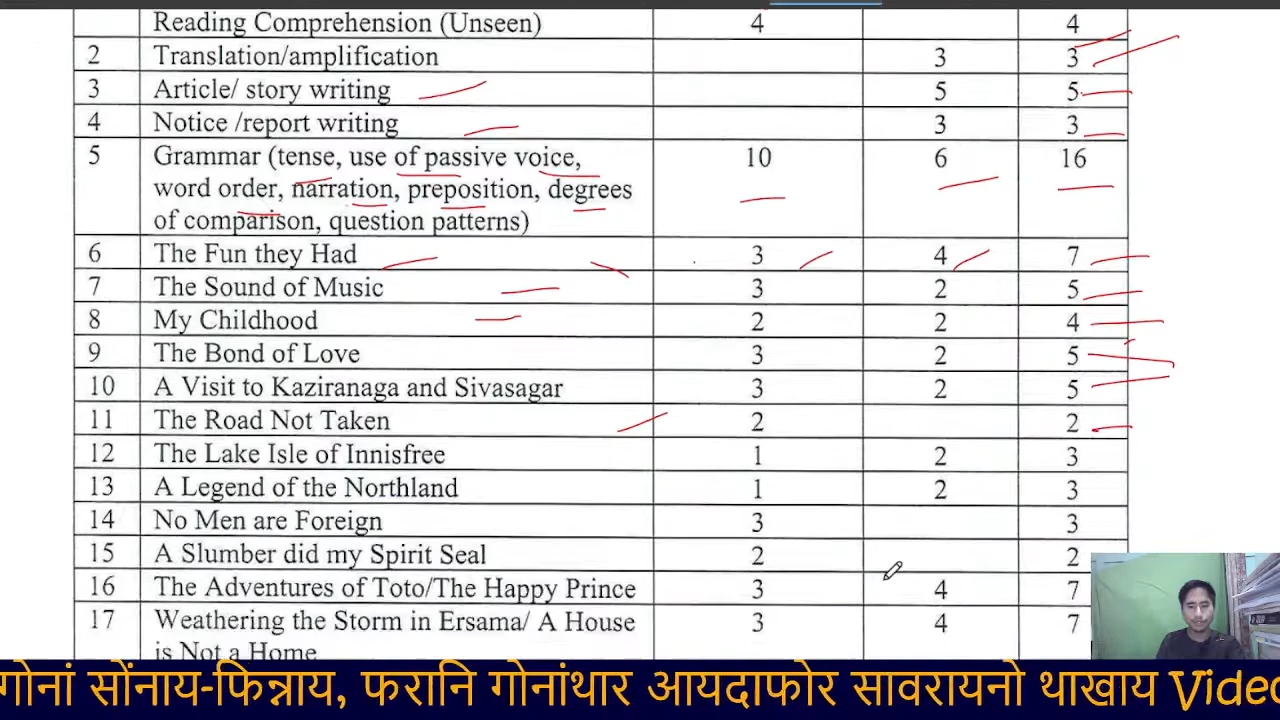 Reading Comprehension (Unseen) 4 4
2 Translation/amplification 3 3
3 Article/ story writing 5 5
4 Notice /report writing 3 3
5 Grammar (tense, use of passive voice, 10 6 16
word order, narration, preposition, degrees
of comparison, question patterns)
6 The Fun they Had 3 4 7
7 The Sound of Music 3 2 5
8 My Childhood 2 2 4
9 The Bond of Love 3 2 5
10 A Visit to Kaziranaga and Sivasagar 3 2 5
11 The Road Not Taken 2 2
12 The Lake Isle of Innisfree 1 2 3
13 A Legend of the Northland 1 2 3
14 No Men are Foreign 3 3
15 A Slumber did my Spirit Seal 2 2
16 The Adventures of Toto/The Happy Prince 3 4 7
17 Weathering the Storm in Ersama/ A House 3 4 7
is Not a Home
गोनां सोंनाय-फिन्नाय, फरानि गोनांथार आयदाफोर सावरायनो थाखाय Video